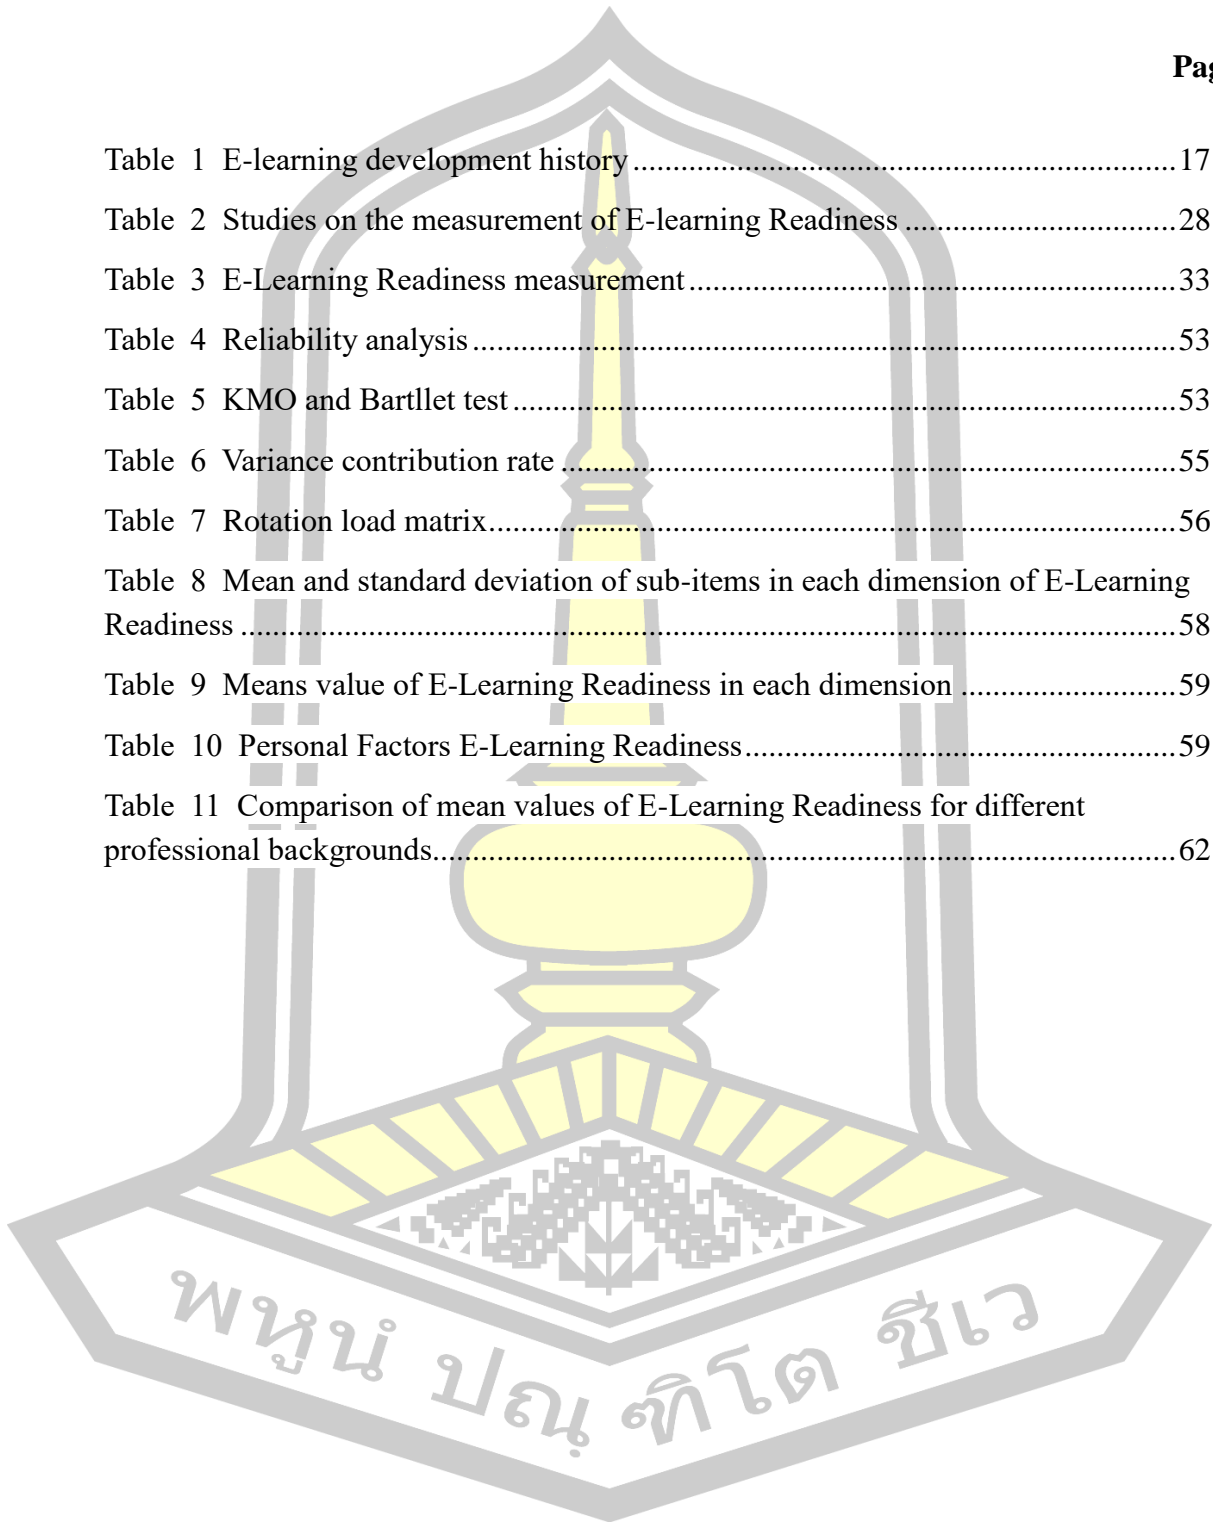 Pag
Table 1 E-learning development history.................................................................17
Table 2 Studies on the measurement of E-learning Readiness.................................28
Table 3 E-Learning Readiness measurement..........................................................33
Table 4 Reliability analysis.....................................................................................53
Table 5 KMO and Bartllet test................................................................................53
Table 6 Variance contribution rate..........................................................................55
Table 7 Rotation load matrix...................................................................................56
Table 8 Mean and standard deviation of sub-items in each dimension of E-Learning
Readiness................................................................................................................58
Table 9 Means value of E-Learning Readiness in each dimension..........................59
Table 10 Personal Factors E-Learning Readiness....................................................59
Table 11 Comparison of mean values of E-Learning Readiness for different
professional backgrounds.........................................................................................62
พหูนํ ปณฺฑิโต ชีเว